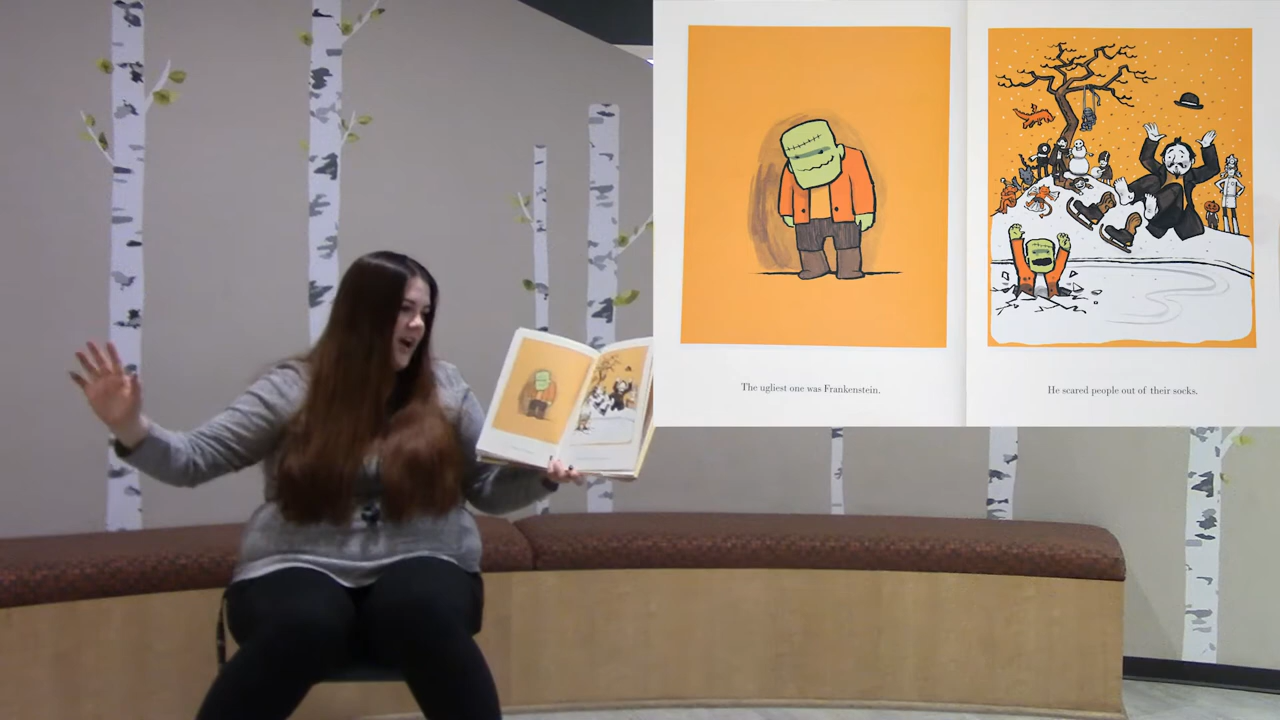 The ugliest one was Frankenstein.
He scared people out of their socks.